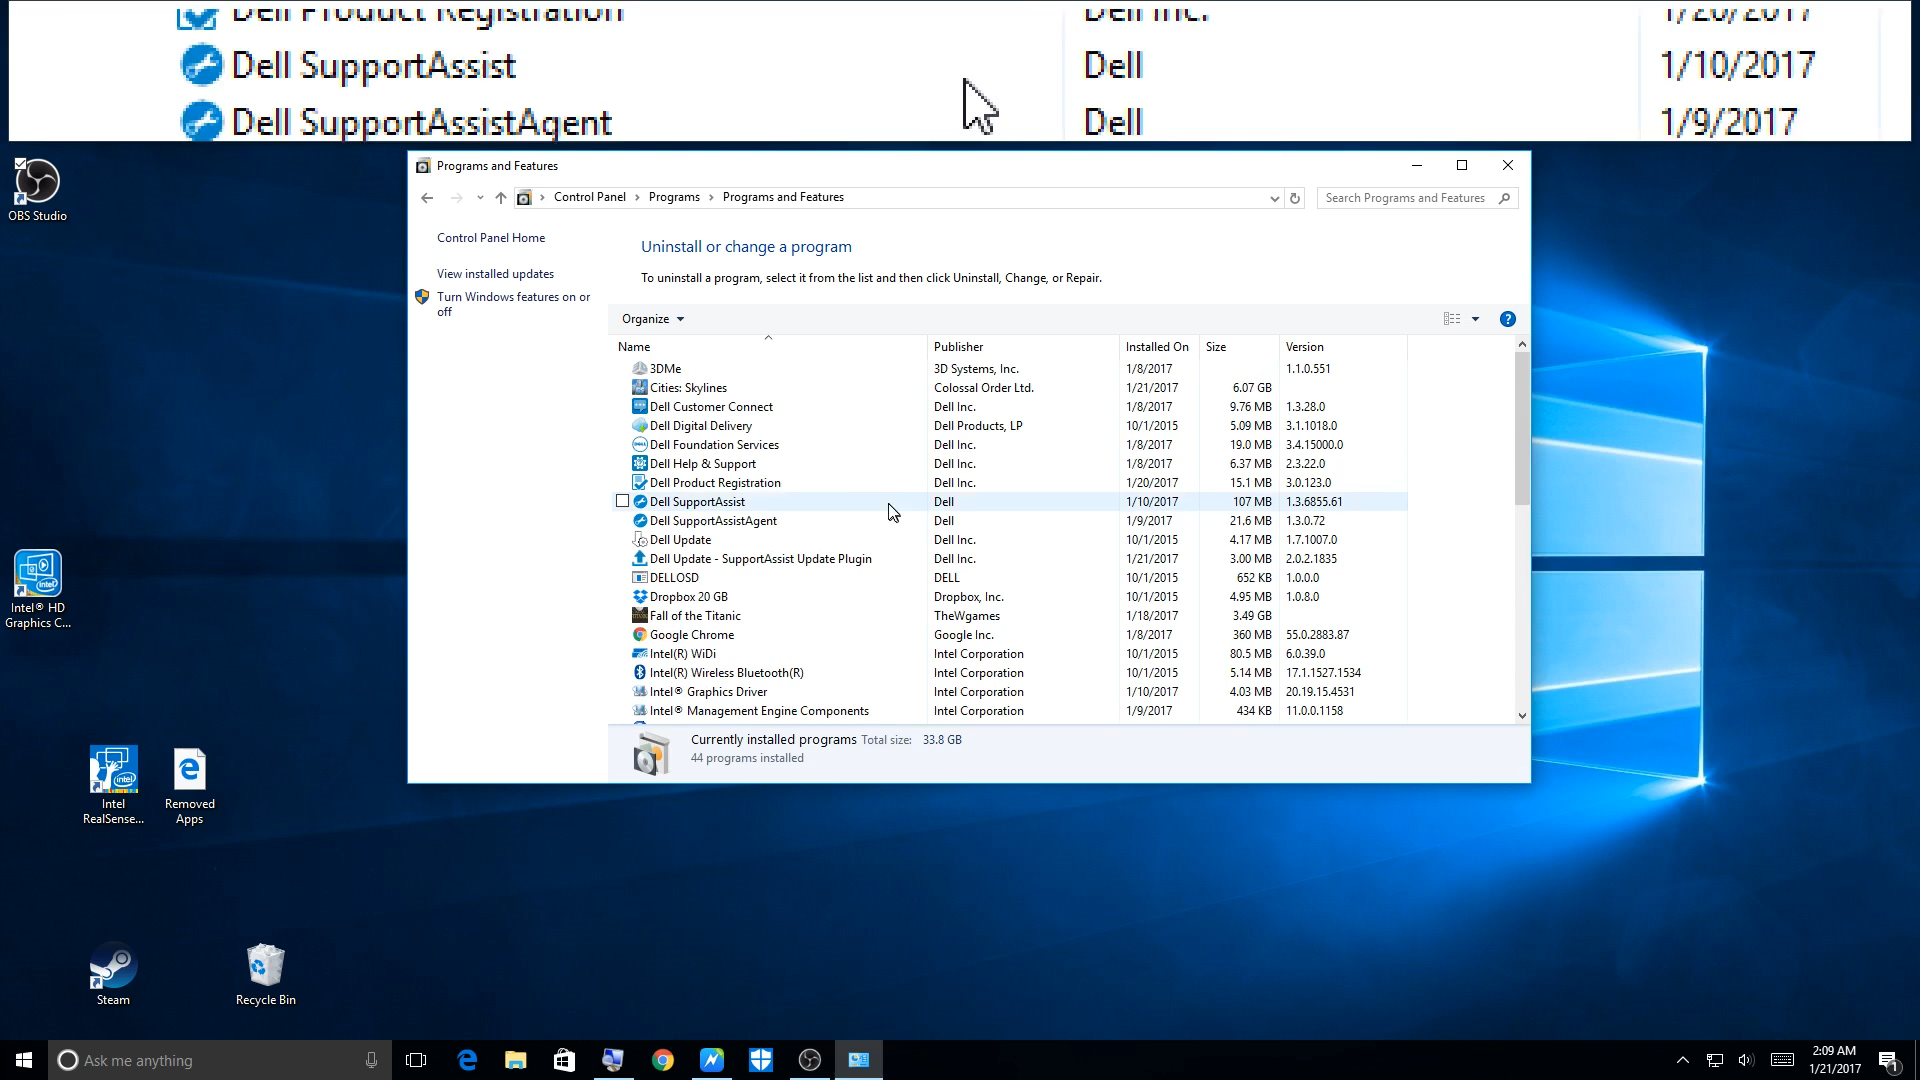 Dell Product Registration Dell Inc. 1/20/2017
Dell SupportAssist Dell 1/10/2017
Dell SupportAssistAgent Dell 1/9/2017
Programs and Features
Control Panel Programs Programs and Features
Search Programs and Features
OBS Studio
Control Panel Home
View installed updates
Turn Windows features on or
off
Uninstall or change a program
To uninstall a program, select it from the list and then click Uninstall, Change, or Repair.
Organize
?
Name Publisher Installed On Size Version
3DMe 3D Systems, Inc. 1/8/2017 1.1.0.551
Cities: Skylines Colossal Order Ltd. 1/21/2017 6.07 GB
Dell Customer Connect Dell Inc. 1/8/2017 9.76 MB 1.3.28.0
Dell Digital Delivery Dell Products, LP 10/1/2015 5.09 MB 3.1.1018.0
Dell Foundation Services Dell Inc. 1/8/2017 19.0 MB 3.4.15000.0
Dell Help & Support Dell Inc. 1/8/2017 6.37 MB 2.3.22.0
Dell Product Registration Dell Inc. 1/20/2017 15.1 MB 3.0.123.0
Dell SupportAssist Dell 1/10/2017 107 MB 1.3.6855.61
Dell SupportAssistAgent Dell 1/9/2017 21.6 MB 1.3.0.72
Dell Update Dell Inc. 10/1/2015 4.17 MB 1.7.1007.0
Dell Update - SupportAssist Update Plugin Dell Inc. 1/21/2017 3.00 MB 2.0.2.1835
DELLOSD DELL 10/1/2015 652 KB 1.0.0.0
Dropbox 20 GB Dropbox, Inc. 10/1/2015 4.95 MB 1.0.8.0
Fall of the Titanic TheWgames 1/18/2017 3.49 GB
Google Chrome Google Inc. 1/8/2017 360 MB 55.0.2883.87
Intel(R) WiDi Intel Corporation 10/1/2015 80.5 MB 6.0.39.0
Intel(R) Wireless Bluetooth(R) Intel Corporation 10/1/2015 5.14 MB 17.1.1527.1534
Intel® Graphics Driver Intel Corporation 1/10/2017 4.03 MB 20.19.15.4531
Intel® Management Engine Components Intel Corporation 1/9/2017 434 KB 11.0.0.1158
Currently installed programs Total size: 33.8 GB
44 programs installed
intel
Intel® HD
Graphics C...
intel
Intel
RealSense...
Removed
Apps
Steam
Recycle Bin
Ask me anything
2:09 AM
1/21/2017
1